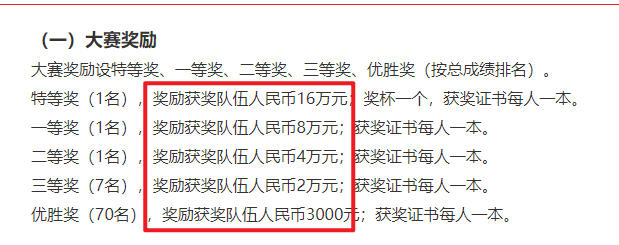 （一）大赛奖励
大赛奖励设特等奖、一等奖、二等奖、三等奖、优胜奖（按总成绩排名）。
特等奖（1名），奖励获奖队伍人民币16万元；奖杯一个，获奖证书每人一本。
一等奖（1名），奖励获奖队伍人民币8万元；获奖证书每人一本。
二等奖（1名），奖励获奖队伍人民币4万元；获奖证书每人一本。
三等奖（7名），奖励获奖队伍人民币2万元；获奖证书每人一本。
优胜奖（70名），奖励获奖队伍人民币3000元；获奖证书每人一本。